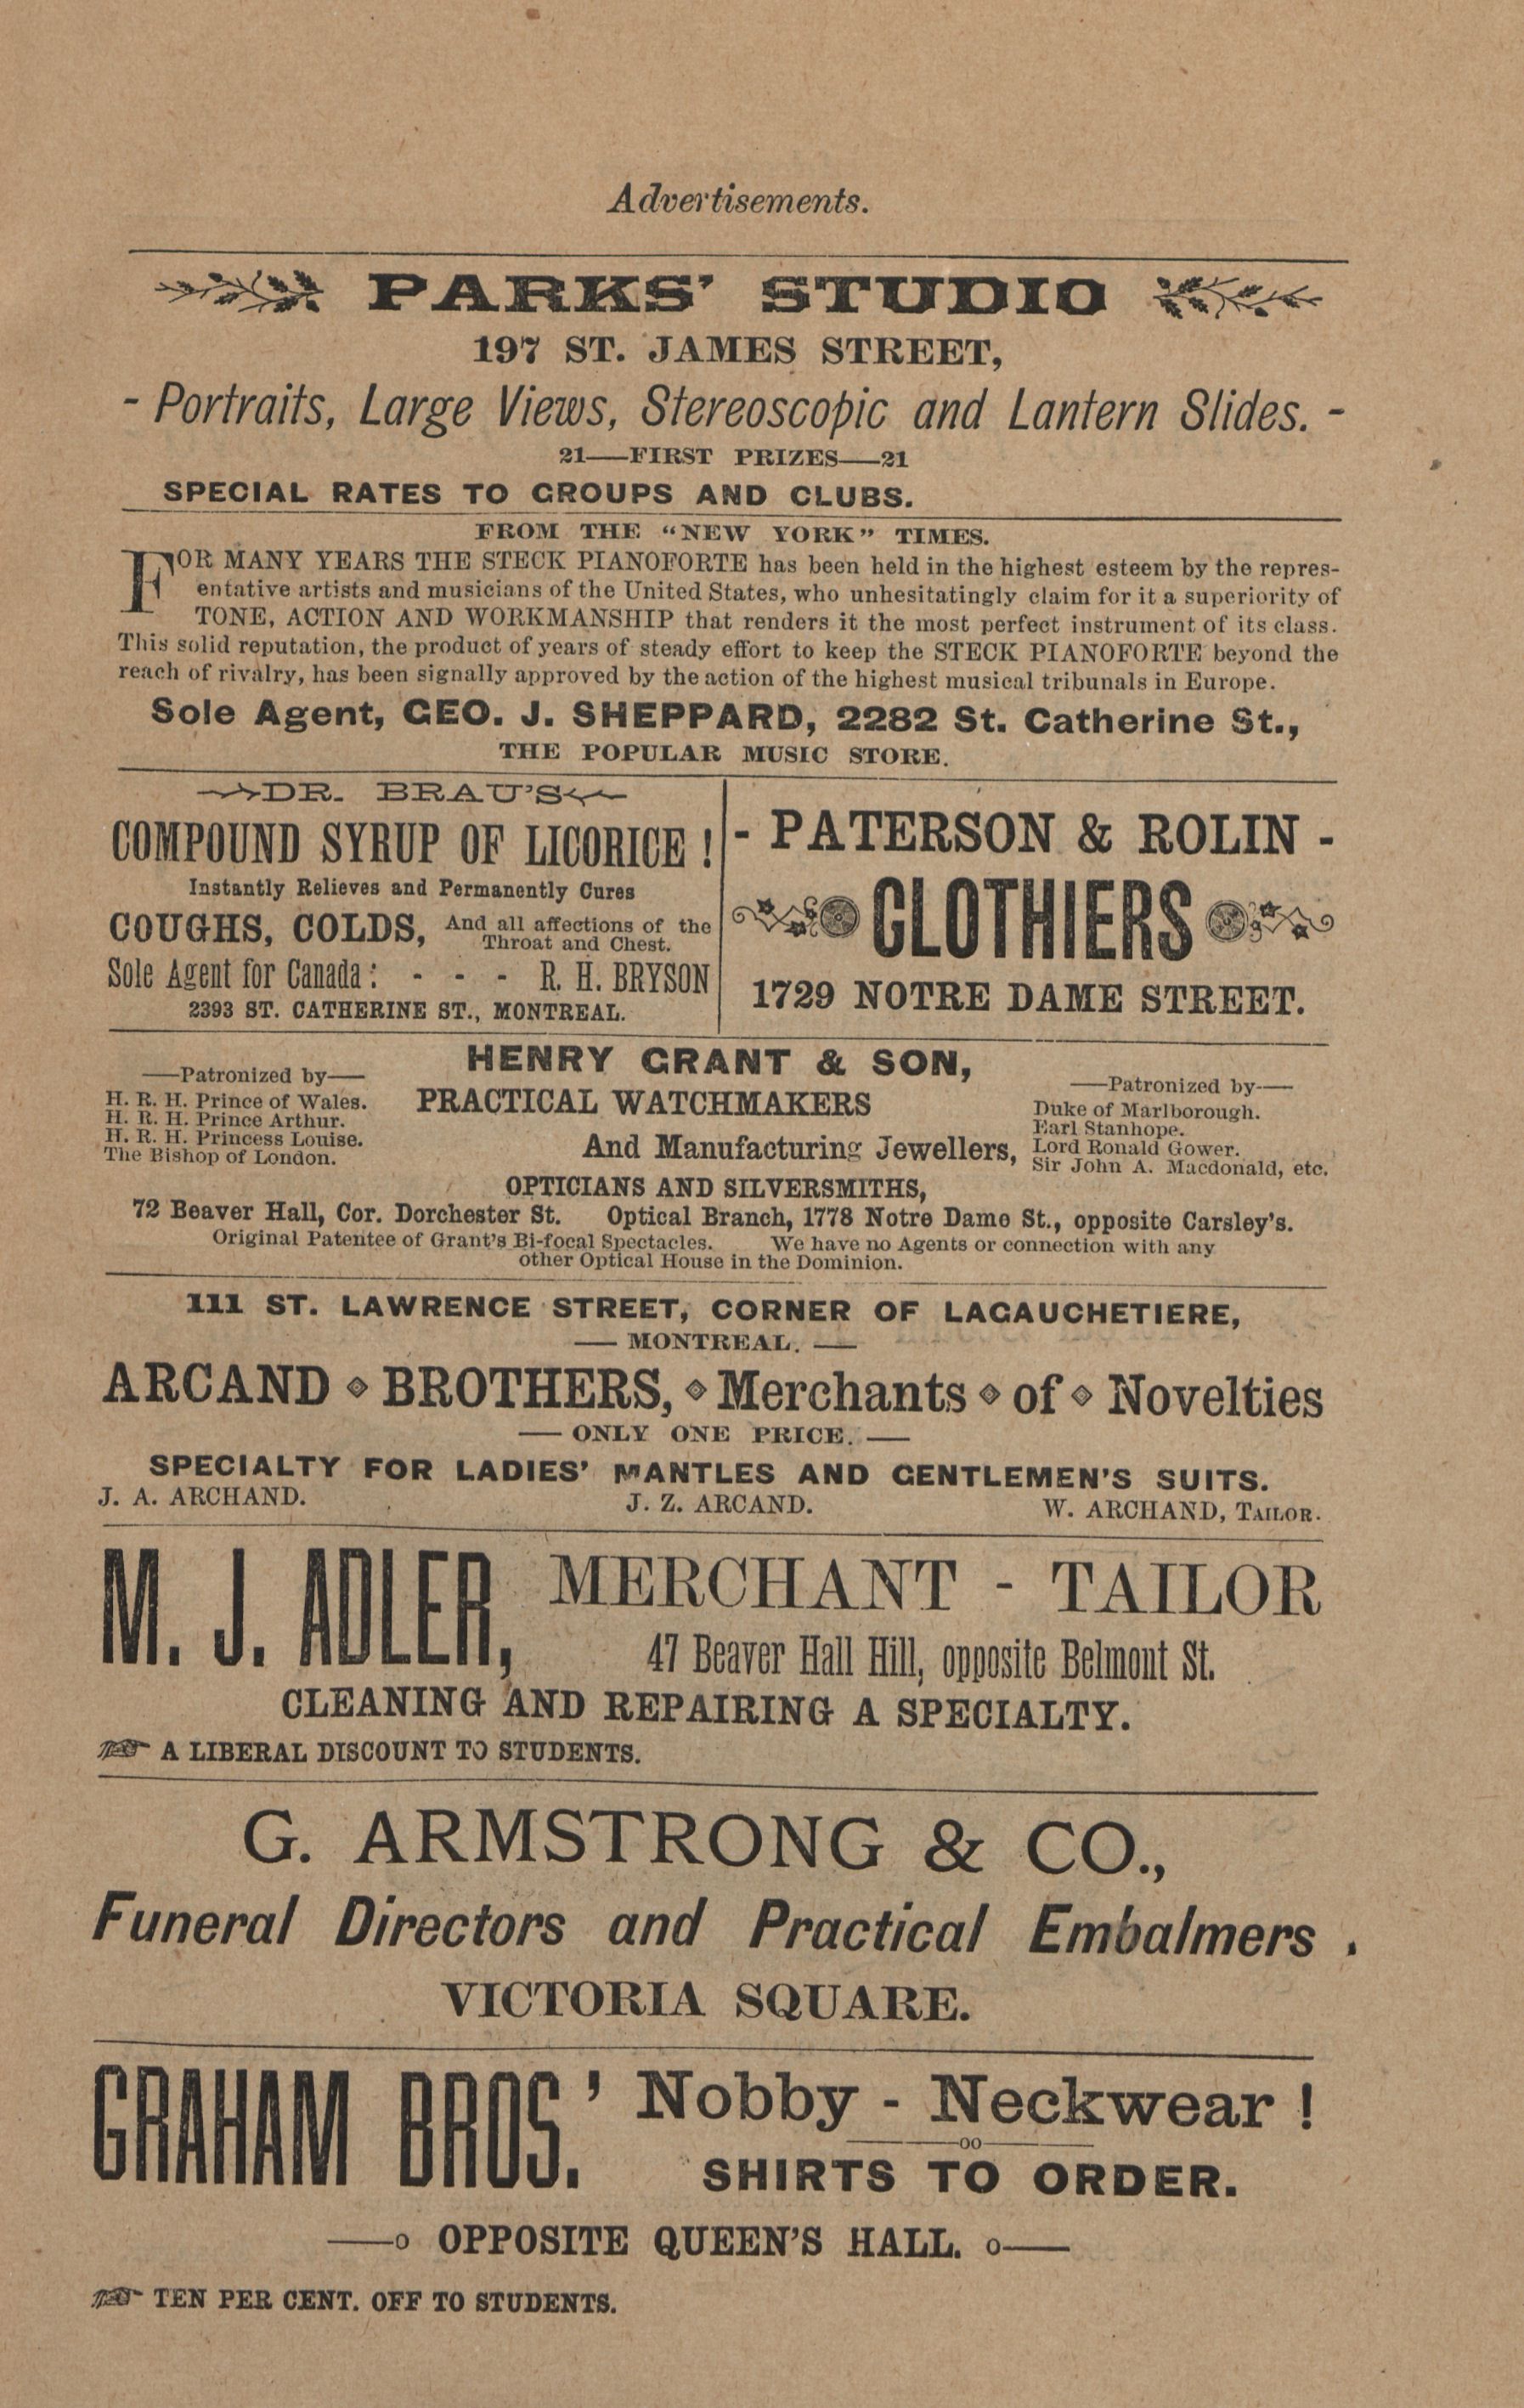 Advertisements.
PARKS' STUDIO
197 ST. JAMES STREET,
- Portraits, Large Views, Stereoscopic and Lantern Slides. -
21—FIRST PRIZES—21
SPECIAL RATES TO GROUPS AND CLUBS.
FROM THE "NEW YORK" TIMES.
FOR MANY YEARS THE STECK PIANOFORTE has been held in the highest esteem by the repres-
entative artists and musicians of the United States, who unhesitatingly claim for it a superiority of
TONE, ACTION AND WORKMANSHIP that renders it the most perfect instrument of its class.
This solid reputation, the product of years of steady effort to keep the STECK PIANOFORTE beyond the
reach of rivalry, has been signally approved by the action of the highest musical tribunals in Europe.
Sole Agent, GEO. J. SHEPPARD, 2282 St. Catherine St.,
THE POPULAR MUSIC STORE.
DR. BRAU'S
COMPOUND SYRUP OF LICORICE !
Instantly Relieves and Permanently Cures
COUGHS, COLDS, And all affections of the
Throat and Chest.
Sole Agent for Canada : - - - R. H. BRYSON
2393 ST. CATHERINE ST., MONTREAL.
- PATERSON & ROLIN -
CLOTHIERS
1729 NOTRE DAME STREET.
HENRY GRANT & SON,
PRACTICAL WATCHMAKERS
And Manufacturing Jewellers,
—Patronized by—
H. R. H. Prince of Wales.
H. R. H. Prince Arthur.
H. R. H. Princess Louise.
The Bishop of London.
—Patronized by—
Duke of Marlborough.
Earl Stanhope.
Lord Ronald Gower.
Sir John A. Macdonald, etc.
OPTICIANS AND SILVERSMITHS,
72 Beaver Hall, Cor. Dorchester St. Optical Branch, 1778 Notre Dame St., opposite Carsley's.
Original Patentee of Grant's Bi-focal Spectacles. We have no Agents or connection with any
other Optical House in the Dominion.
111 ST. LAWRENCE STREET, CORNER OF LAGAUCHETIERE,
— MONTREAL. —
ARCAND BROTHERS, Merchants of Novelties
— ONLY ONE PRICE. —
SPECIALTY FOR LADIES' MANTLES AND GENTLEMEN'S SUITS.
J. A. ARCHAND. J. Z. ARCAND. W. ARCHAND, TAILOR.
M. J. ADLER, MERCHANT - TAILOR
47 Beaver Hall Hill, opposite Belmont St.
CLEANING AND REPAIRING A SPECIALTY.
☞ A LIBERAL DISCOUNT TO STUDENTS.
G. ARMSTRONG & CO.,
Funeral Directors and Practical Embalmers .
VICTORIA SQUARE.
GRAHAM BROS.' Nobby - Neckwear !
—oo—
SHIRTS TO ORDER.
—o OPPOSITE QUEEN'S HALL. o—
☞ TEN PER CENT. OFF TO STUDENTS.